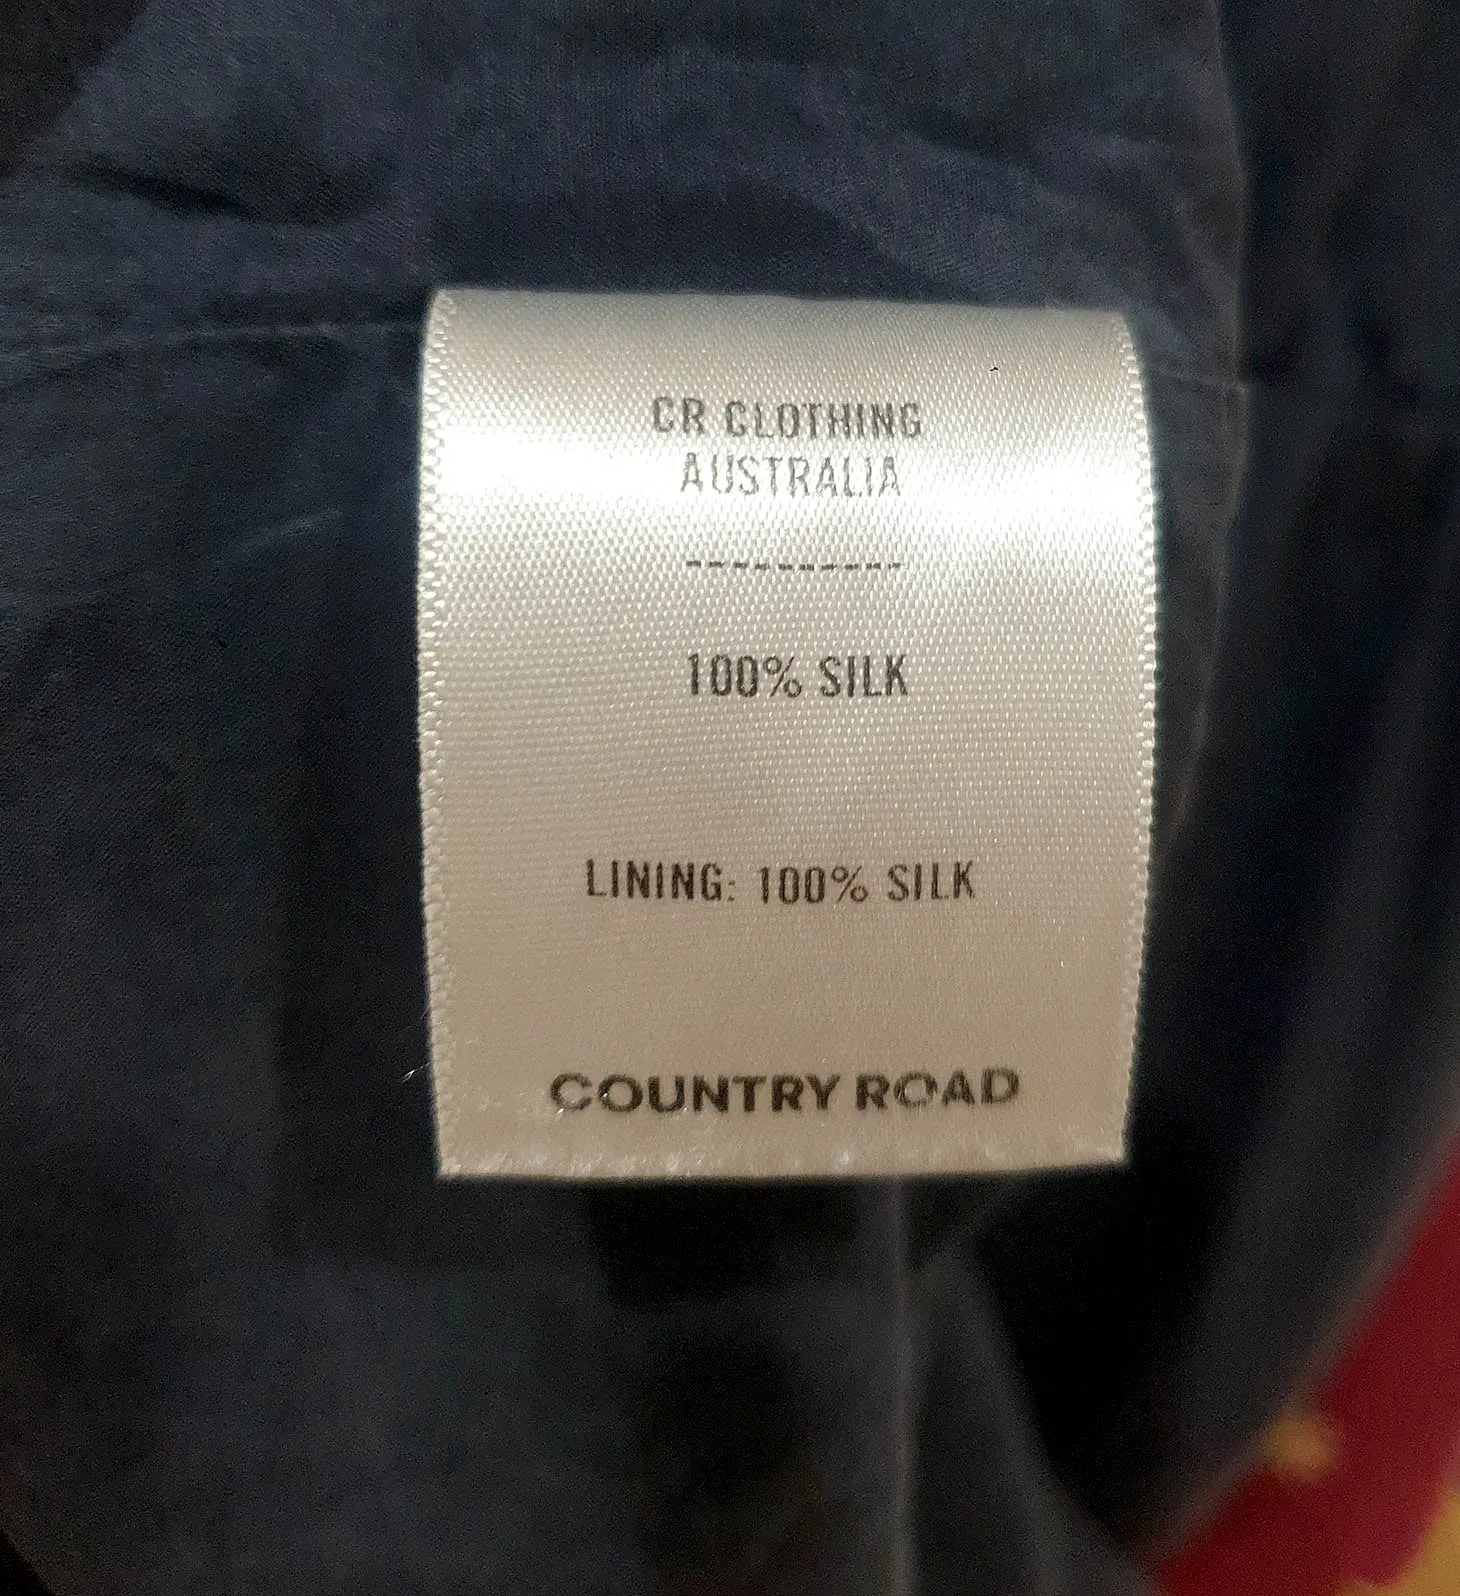 CR CLOTHING
AUSTRALIA
-----------
100% SILK
LINING: 100% SILK
COUNTRY ROAD